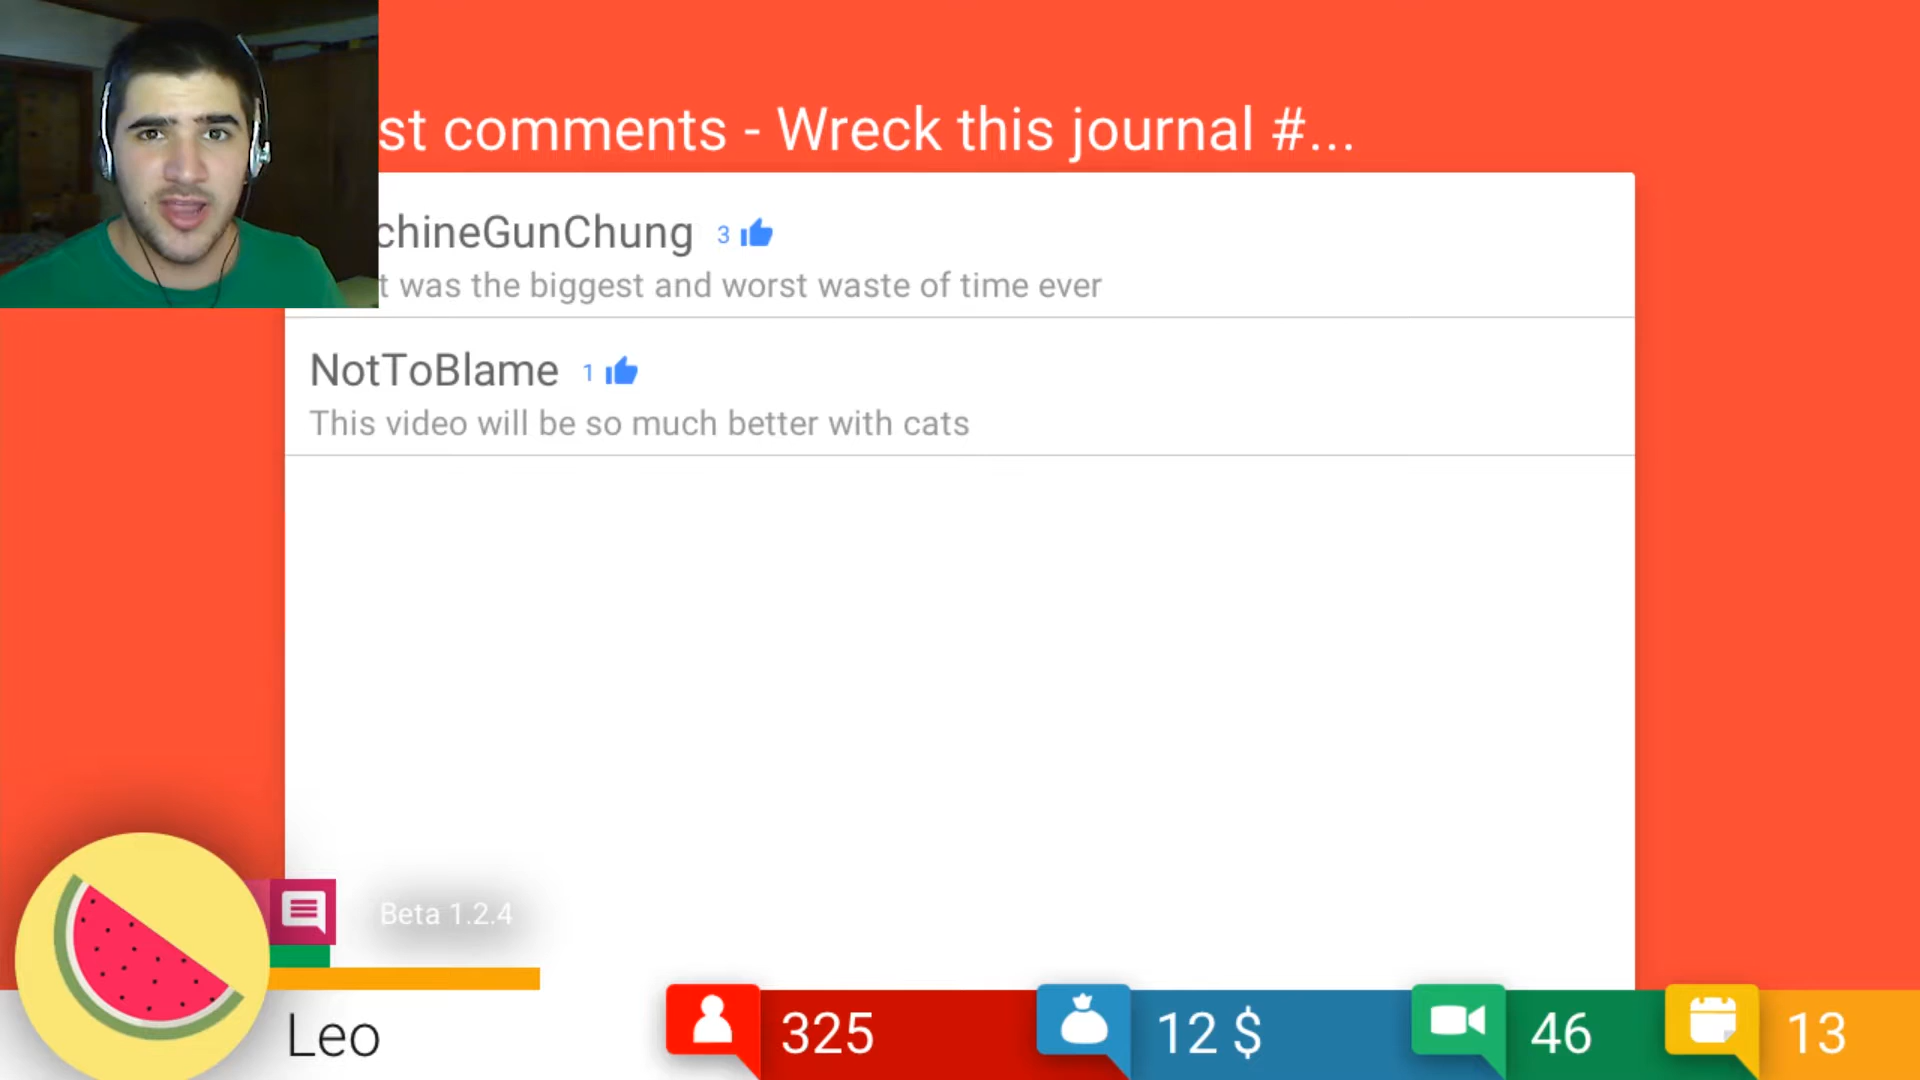 st comments - Wreck this journal #...
chineGunChung 3
t was the biggest and worst waste of time ever
NotToBlame 1
This video will be so much better with cats
Beta 1.2.4
Leo
325
12 $
46
13